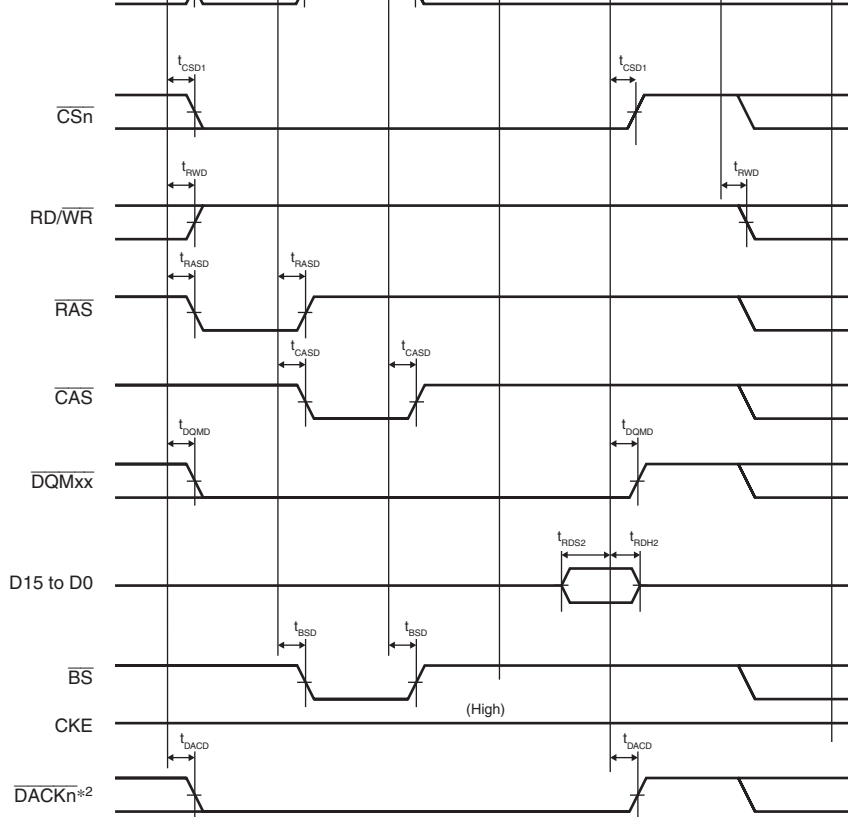 tCSD1 tCSD1
CSn
tRWD tRWD
RD/WR
tRASD tRASD
RAS
tCASD tCASD
CAS
tDQMD tDQMD
DQMxx
tRDS2 tRDH2
D15 to D0
tBSD tBSD
BS
(High)
CKE
tDACD tDACD
DACKn*2